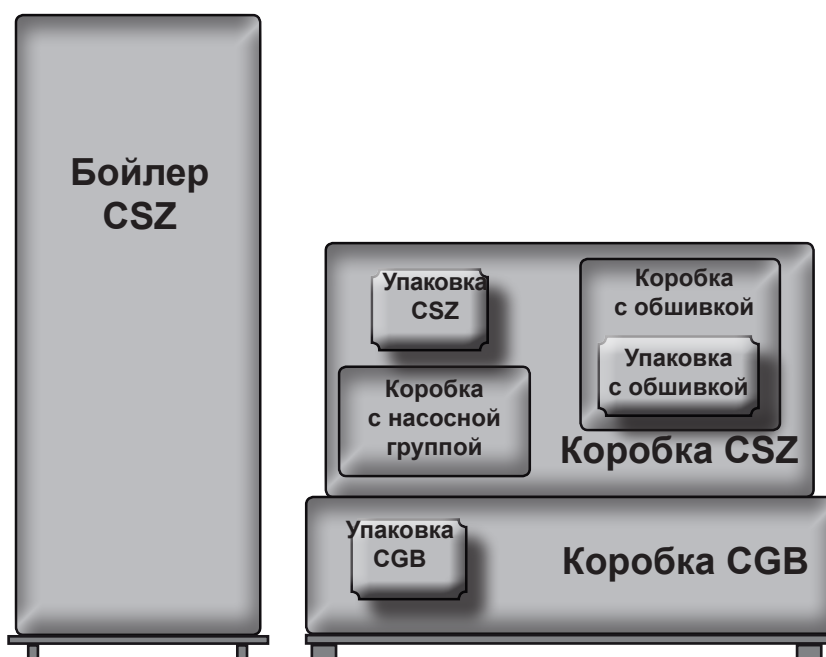 Бойлер
CSZ
Упаковка
CSZ
Коробка
с обшивкой
Упаковка
с обшивкой
Коробка
с насосной
группой
Коробка CSZ
Упаковка
CGB
Коробка CGB